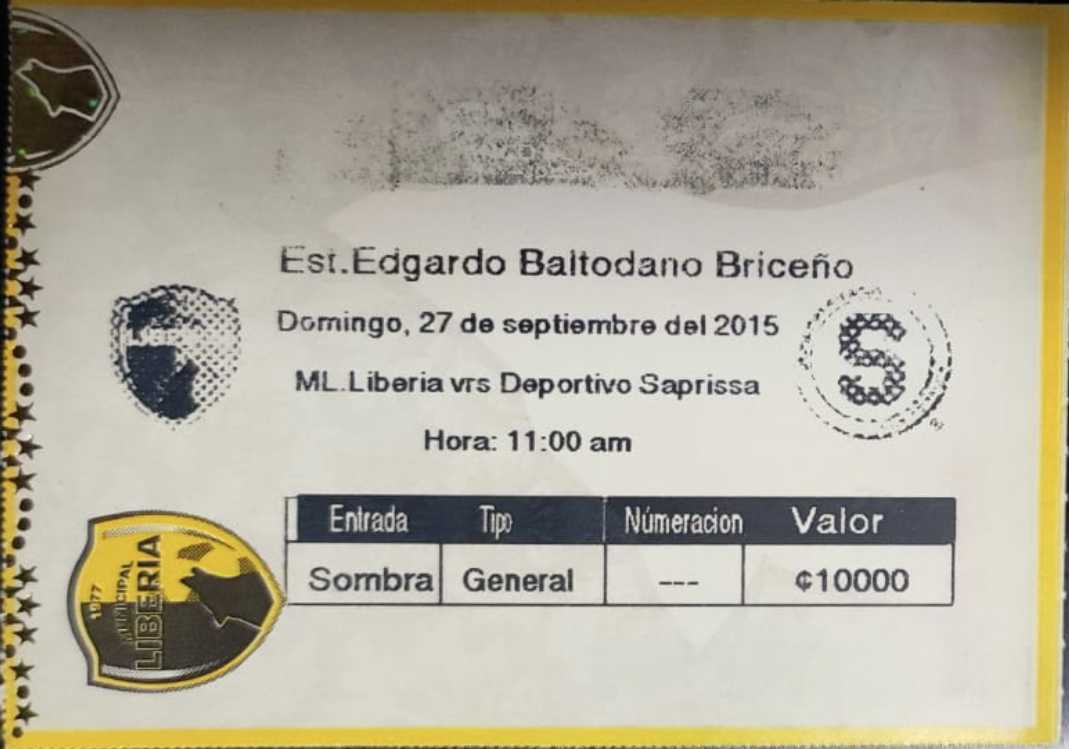 Est.Edgardo Baltodano Briceño
Domingo, 27 de septiembre del 2015
ML.Liberia vrs Deportivo Saprissa
S
Hora: 11:00 am
Entrada Tipo Númeracion Valor
Sombra General --- ¢10000
1977
MUNICIPAL
LIBERIA